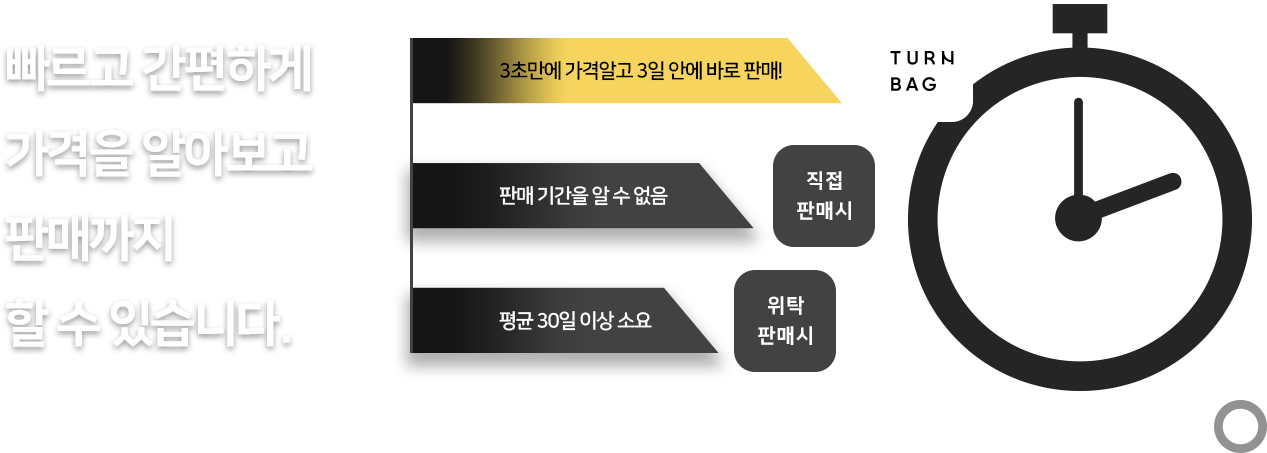 빠르고 간편하게
가격을 알아보고
판매까지
할 수 있습니다.
3초만에 가격알고 3일 안에 바로 판매!
TURN
BAG
판매 기간을 알 수 없음
직접
판매시
평균 30일 이상 소요
위탁
판매시